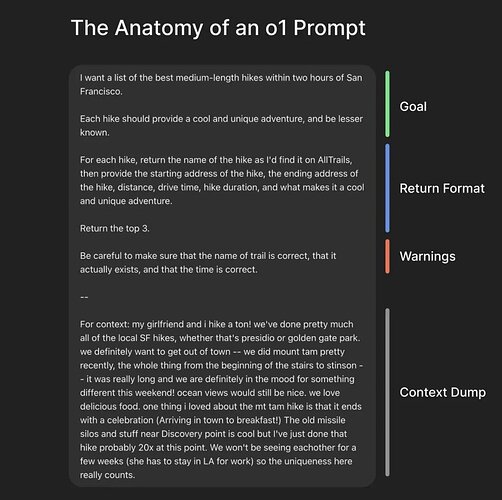 The Anatomy of an o1 Prompt
I want a list of the best medium-length hikes within two hours of San
Francisco.
Each hike should provide a cool and unique adventure, and be lesser
known.
Goal
For each hike, return the name of the hike as I'd find it on AllTrails,
then provide the starting address of the hike, the ending address of
the hike, distance, drive time, hike duration, and what makes it a cool
and unique adventure.
Return the top 3.
Return Format
Be careful to make sure that the name of trail is correct, that it
actually exists, and that the time is correct.
Warnings
--
For context: my girlfriend and i hike a ton! we've done pretty much
all of the local SF hikes, whether that's presidio or golden gate park.
we definitely want to get out of town -- we did mount tam pretty
recently, the whole thing from the beginning of the stairs to stinson -
- it was really long and we are definitely in the mood for something
different this weekend! ocean views would still be nice. we love
delicious food. one thing i loved about the mt tam hike is that it ends
with a celebration (Arriving in town to breakfast!) The old missile
silos and stuff near Discovery point is cool but I've just done that
hike probably 20x at this point. We won't be seeing eachother for a
few weeks (she has to stay in LA for work) so the uniqueness here
really counts.
Context Dump